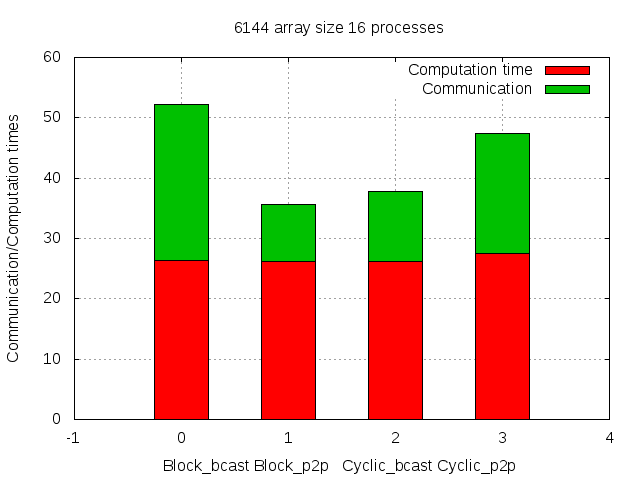 6144 array size 16 processes
Computation time
Communication
60
50
40
30
20
10
0
Communication/Computation times
-1 0 1 2 3 4
Block_bcast Block_p2p Cyclic_bcast Cyclic_p2p